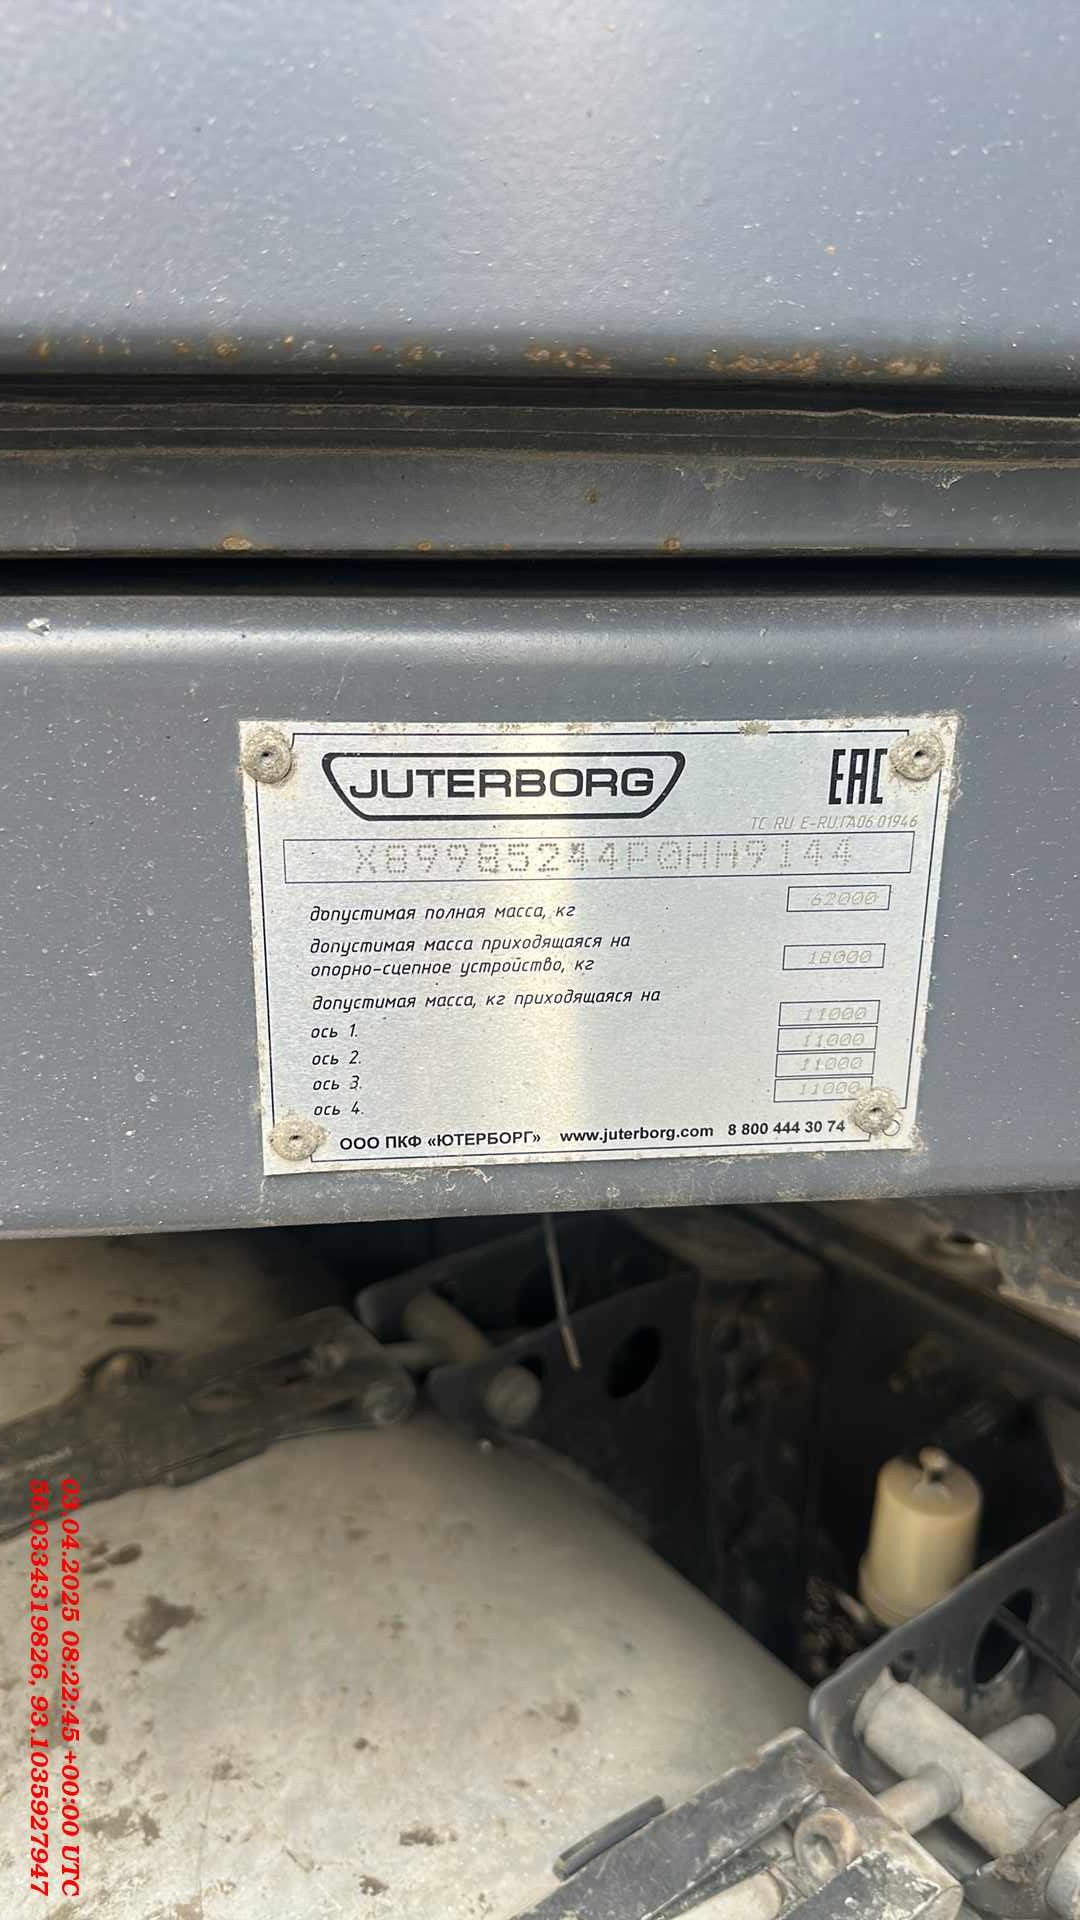 JUTERBORG
EAC
TC RU E-RU.ГА06.01946
X89985244P0HH9144
допустимая полная масса, кг
62000
допустимая масса приходящаяся на
опорно-сцепное устройство, кг
18000
допустимая масса, кг приходящаяся на
ось 1.
11000
ось 2.
11000
ось 3.
11000
ось 4.
11000
ООО ПКФ «ЮТЕРБОРГ» www.juterborg.com 8 800 444 30 74
03.04.2025 08:22:45 +00:00 UTC
56.0334319826, 93.1035927947